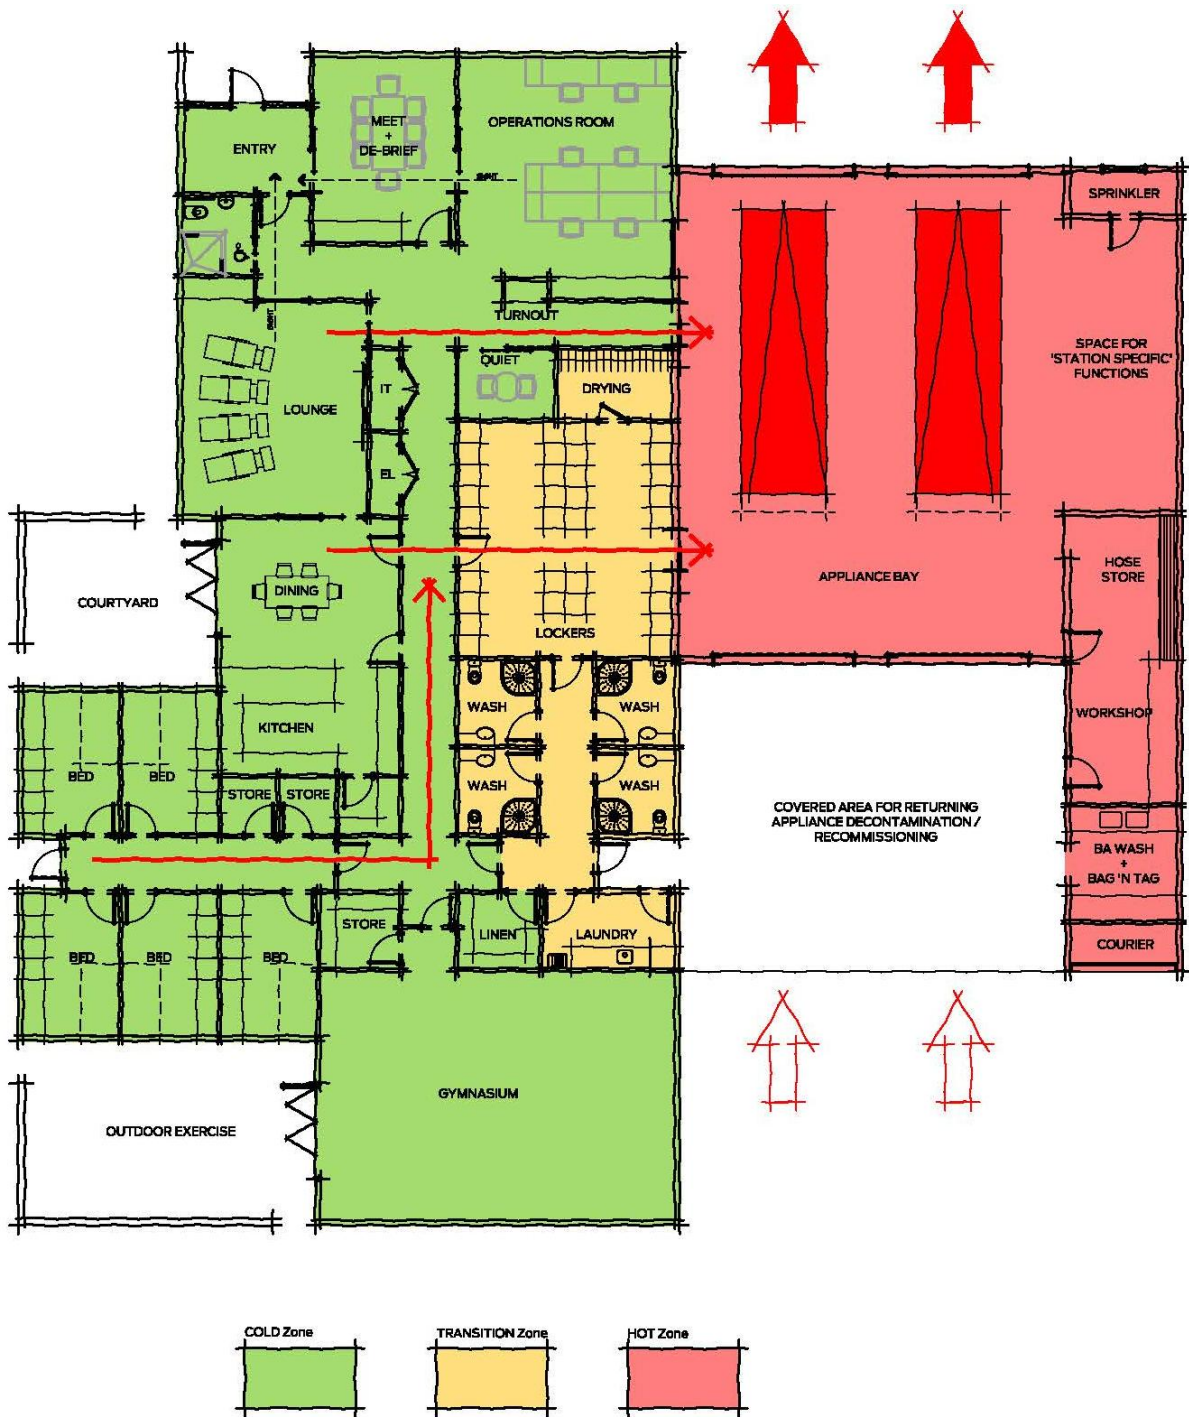 MEET
+
DE-BRIEF
OPERATIONS ROOM
ENTRY
SIGHT
SPRINKLER
SIGHT
TURNOUT
QUIET
IT
DRYING
SPACE FOR
'STATION SPECIFIC'
FUNCTIONS
LOUNGE
EL
HOSE
STORE
APPLIANCE BAY
DINING
COURTYARD
LOCKERS
WASH
WASH
WORKSHOP
KITCHEN
BED
BED
STORE
STORE
WASH
WASH
COVERED AREA FOR RETURNING
APPLIANCE DECONTAMINATION /
RECOMMISSIONING
BA WASH
+
BAG 'N TAG
STORE
LINEN
LAUNDRY
COURIER
BED
BED
BED
GYMNASIUM
OUTDOOR EXERCISE
COLD Zone
TRANSITION Zone
HOT Zone